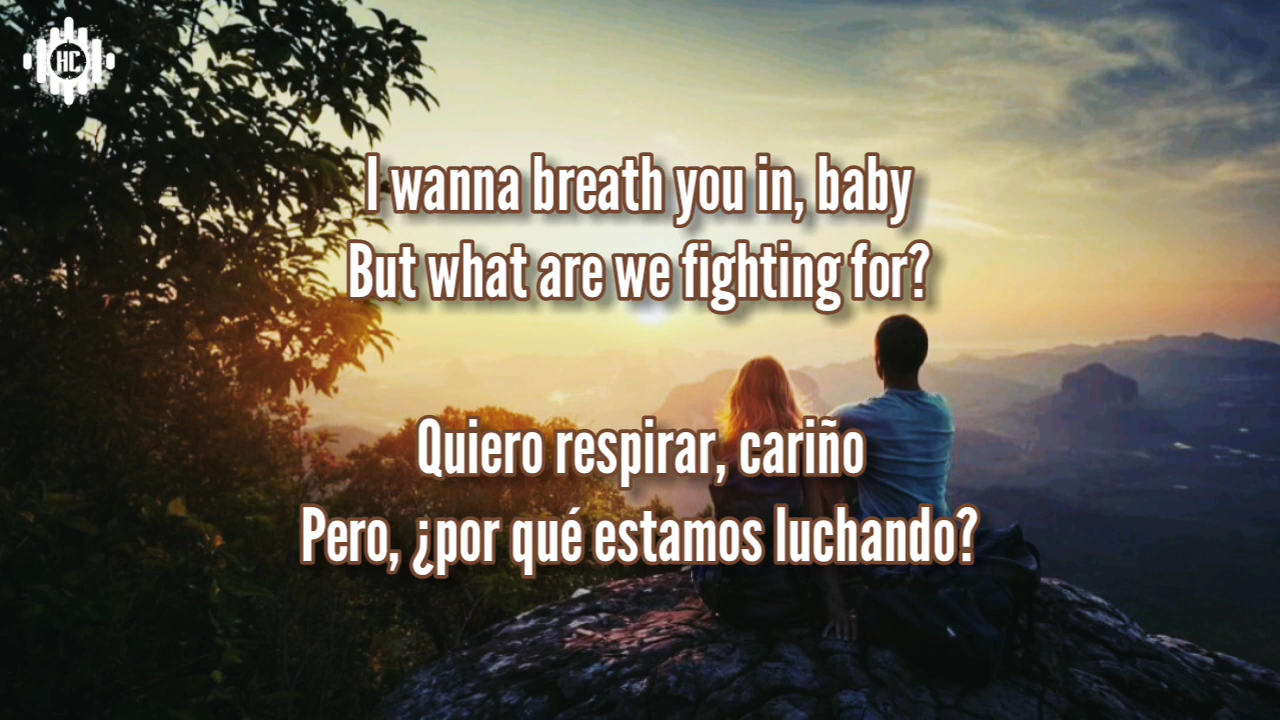 HC
I wanna breath you in, baby
But what are we fighting for?
Quiero respirar, cariño
Pero, ¿por qué estamos luchando?